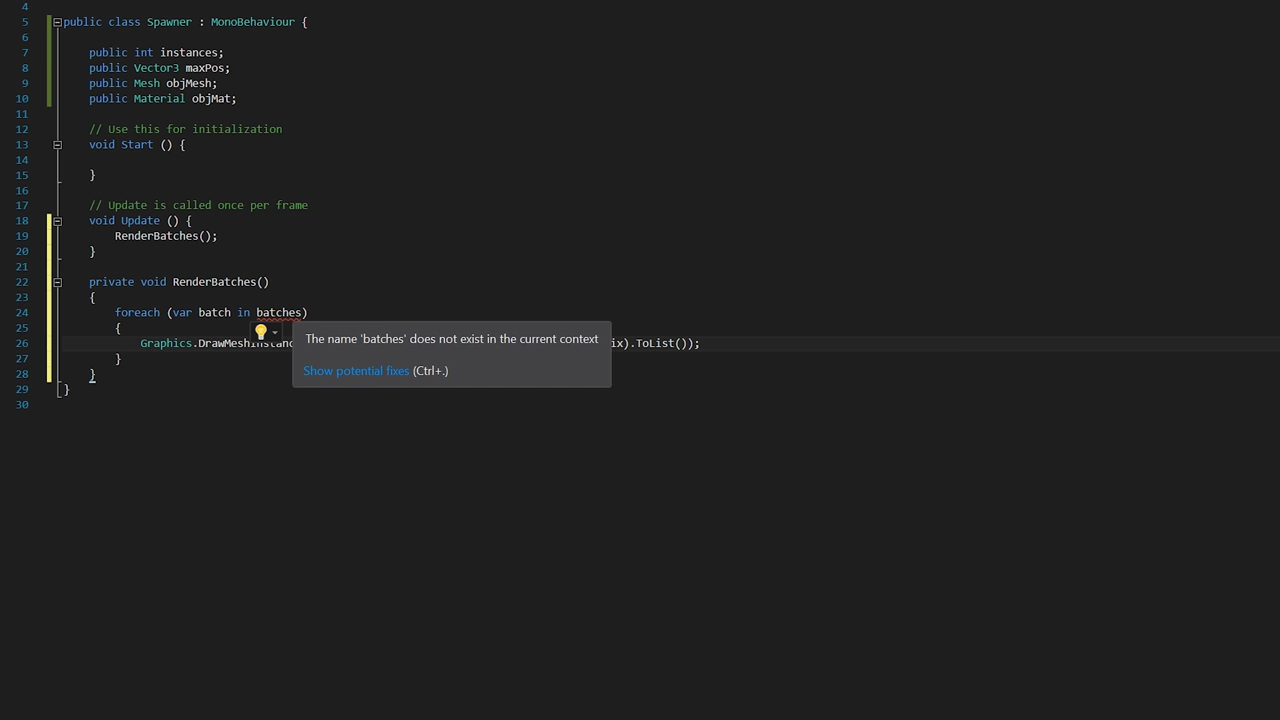 4
5 public class Spawner : MonoBehaviour {
6
7 public int instances;
8 public Vector3 maxPos;
9 public Mesh objMesh;
10 public Material objMat;
11
12 // Use this for initialization
13 void Start () {
14
15 }
16
17 // Update is called once per frame
18 void Update () {
19 RenderBatches();
20 }
21
22 private void RenderBatches()
23 {
24 foreach (var batch in batches)
25 {
The name 'batches' does not exist in the current context
26 Graphics.DrawMeshInstanc ix).ToList());
27 }
Show potential fixes (Ctrl+.)
28 }
29 }
30